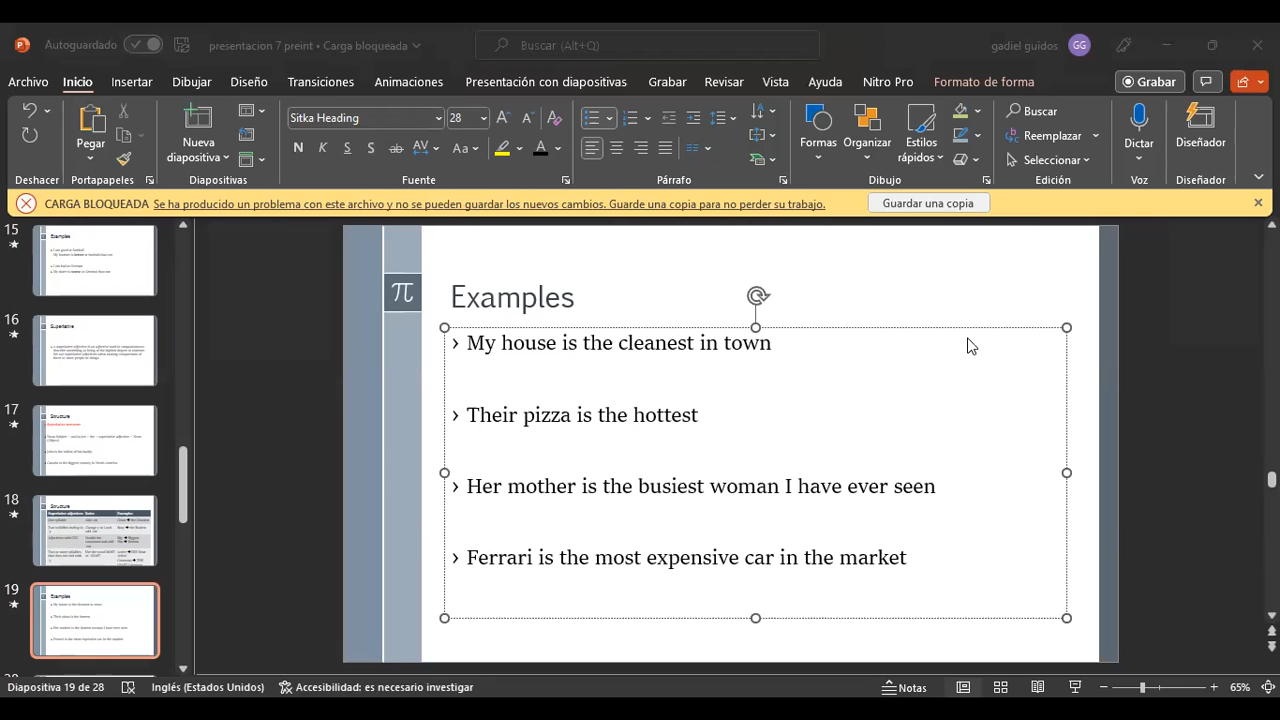 Autoguardado
presentacion 7 preint • Carga bloqueada
Buscar (Alt+Q)
gadiel guidos
GG
Archivo Inicio Insertar Dibujar Diseño Transiciones Animaciones Presentación con diapositivas Grabar Revisar Vista Ayuda Nitro Pro Formato de forma Grabar
Sitka Heading 28
Pegar
Nueva diapositiva
N K S S ab AV Aa A
Formas Organizar Estilos rápidos
Buscar
Reemplazar
Seleccionar
Dictar
Diseñador
Deshacer Portapapeles Diapositivas Fuente Párrafo Dibujo Edición Voz Diseñador
CARGA BLOQUEADA Se ha producido un problema con este archivo y no se pueden guardar los nuevos cambios. Guarde una copia para no perder su trabajo. Guardar una copia
15
Examples
16
Superlative
17
Structure
18
Structure
19
Examples
π
Examples
› My house is the cleanest in town
› Their pizza is the hottest
› Her mother is the busiest woman I have ever seen
› Ferrari is the most expensive car in the market
Diapositiva 19 de 28 Inglés (Estados Unidos) Accesibilidad: es necesario investigar Notas 65%